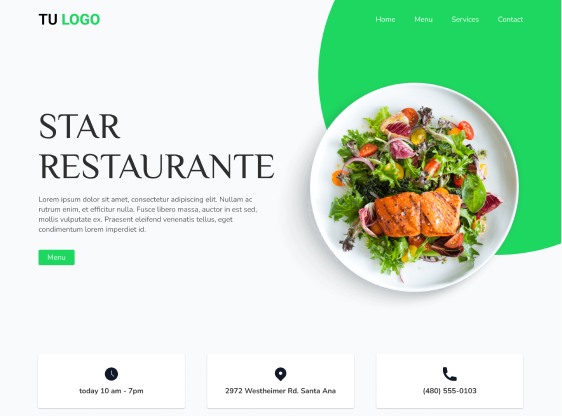 TU LOGO
Home Menu Services Contact
STAR
RESTAURANTE
Lorem ipsum dolor sit amet, consectetur adipiscing elit. Nullam ac
rutrum enim, et efficitur nulla. Fusce libero massa, auctor in est sed,
mollis vulputate ex. Praesent eleifend venenatis tellus, eget
condimentum lorem imperdiet id.
Menu
today 10 am - 7pm
2972 Westheimer Rd. Santa Ana
(480) 555-0103